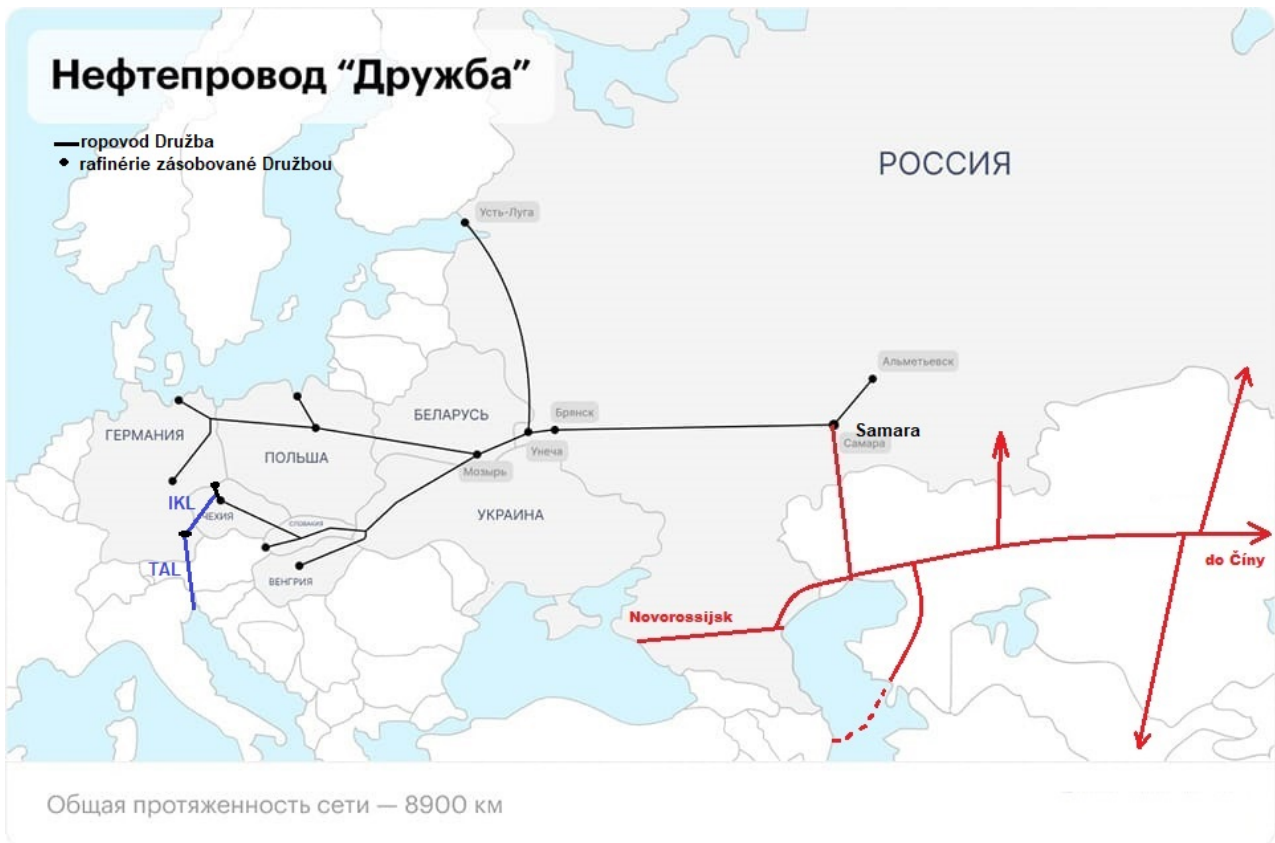 Нефтепровод “Дружба”
ropovod Družba
rafinérie zásobované Družbou
РОССИЯ
Усть-Луга
Альметьевск
БЕЛАРУСЬ
Брянск
ГЕРМАНИЯ
Samara
Самара
Унеча
ПОЛЬША
Мозырь
IKL
ЧЕХИЯ
УКРАИНА
СЛОВАКИЯ
TAL
ВЕНГРИЯ
do Číny
Novorossijsk
Общая протяженность сети — 8900 км